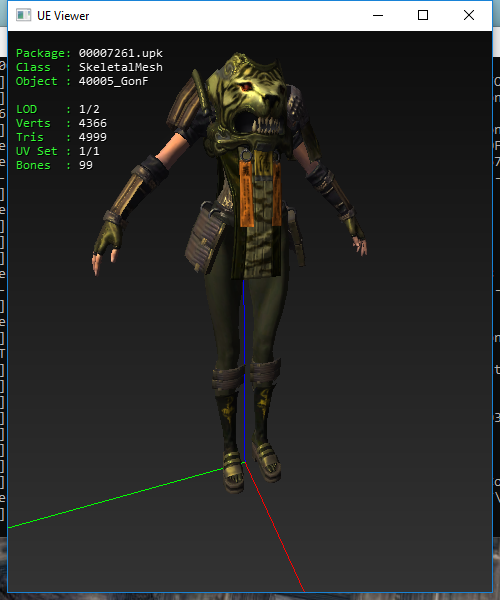 UE Viewer
Package: 00007261.upk
Class : SkeletalMesh
Object : 40005_GonF
LOD : 1/2
Verts : 4366
Tris : 4999
UV Set : 1/1
Bones : 99